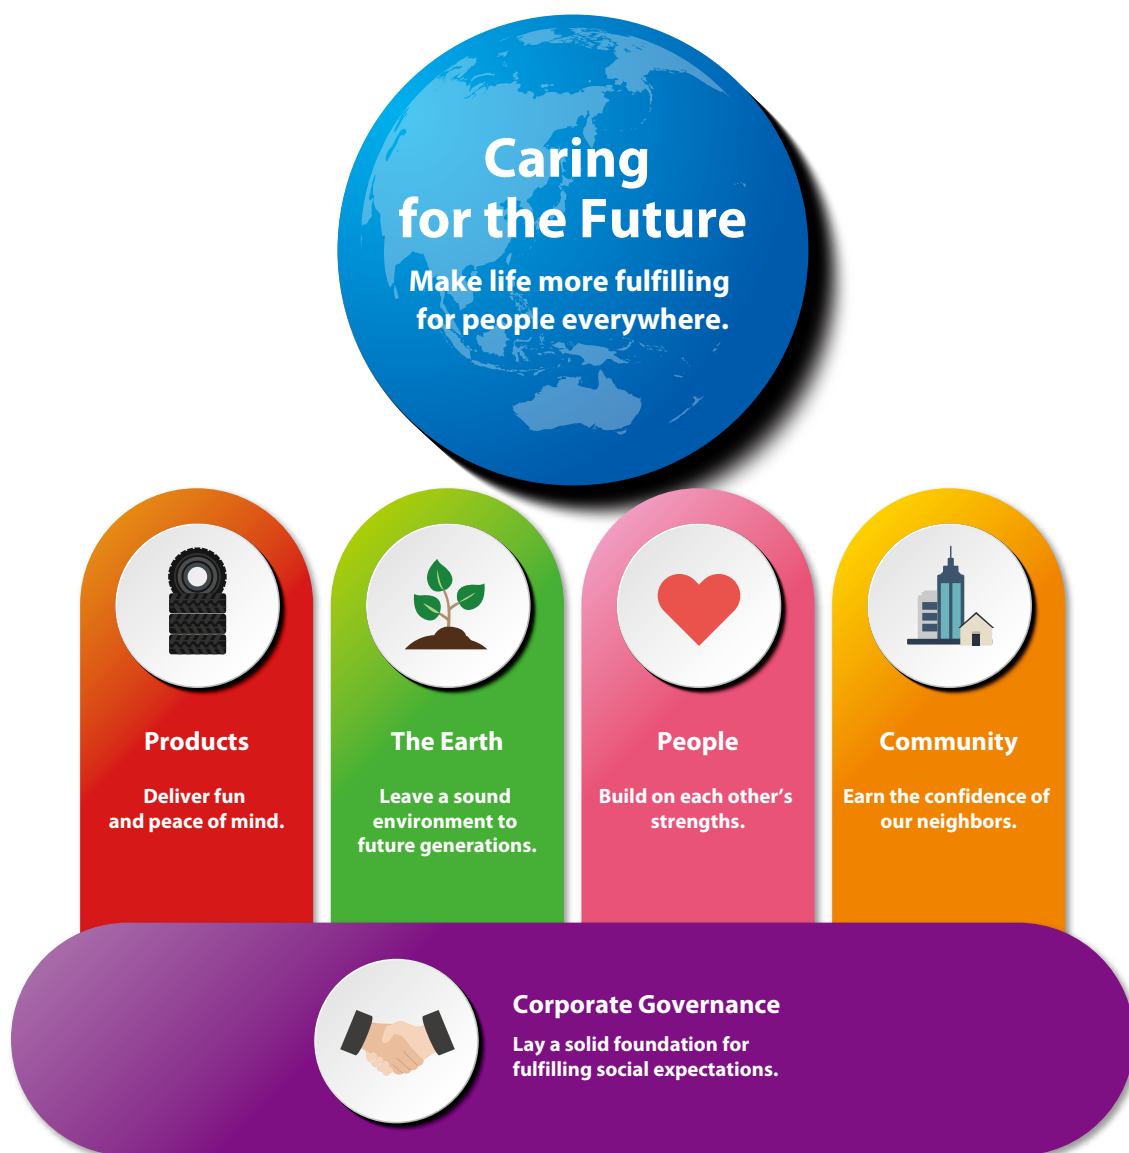 Caring
for the Future
Make life more fulfilling
for people everywhere.
Products
Deliver fun
and peace of mind.
The Earth
Leave a sound
environment to
future generations.
People
Build on each other’s
strengths.
Community
Earn the confidence of
our neighbors.
Corporate Governance
Lay a solid foundation for
fulfilling social expectations.